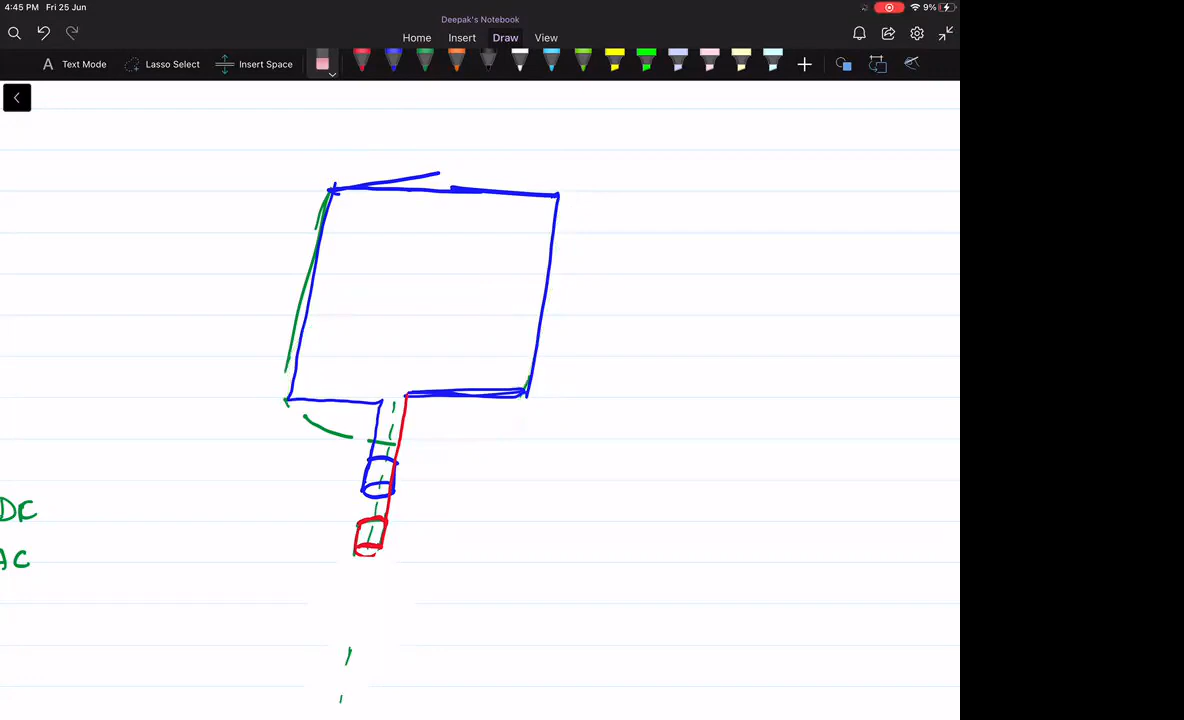 4:45 PM Fri 25 Jun
9%
Deepak's Notebook
Home Insert Draw View
Text Mode Lasso Select Insert Space
DC
AC